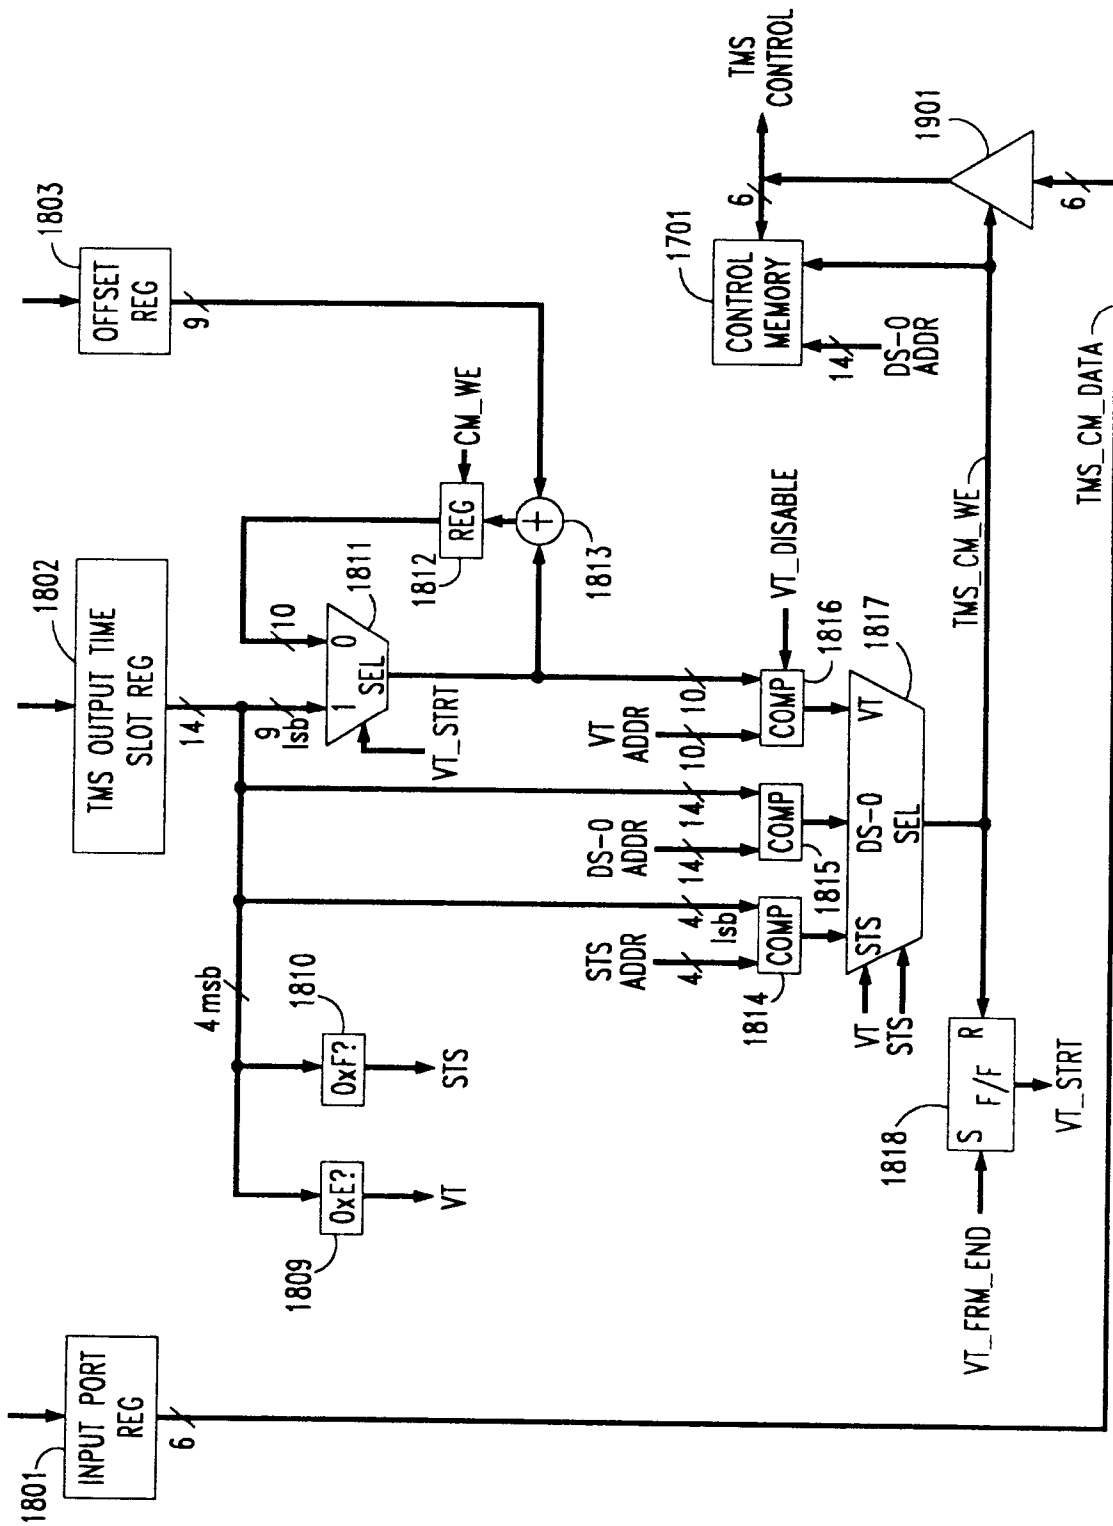 1801
INPUT PORT
REG
6
1802
TMS OUTPUT TIME
SLOT REG
14
1803
OFFSET
REG
9
4 msb
9
lsb
10
1
0
SEL
1811
VT_STRT
REG
1812
CM_WE
+
1813
0xE?
1809
VT
0xF?
1810
STS
STS
ADDR
4
4
lsb
COMP
1814
DS-0
ADDR
14
14
COMP
1815
VT
ADDR
10
10
COMP
1816
VT_DISABLE
STS
DS-0
VT
SEL
1817
VT
STS
VT_FRM_END
S
R
F/F
1818
VT_STRT
TMS_CM_WE
TMS_CM_DATA
1701
CONTROL
MEMORY
14
DS-0
ADDR
6
TMS
CONTROL
1901
6